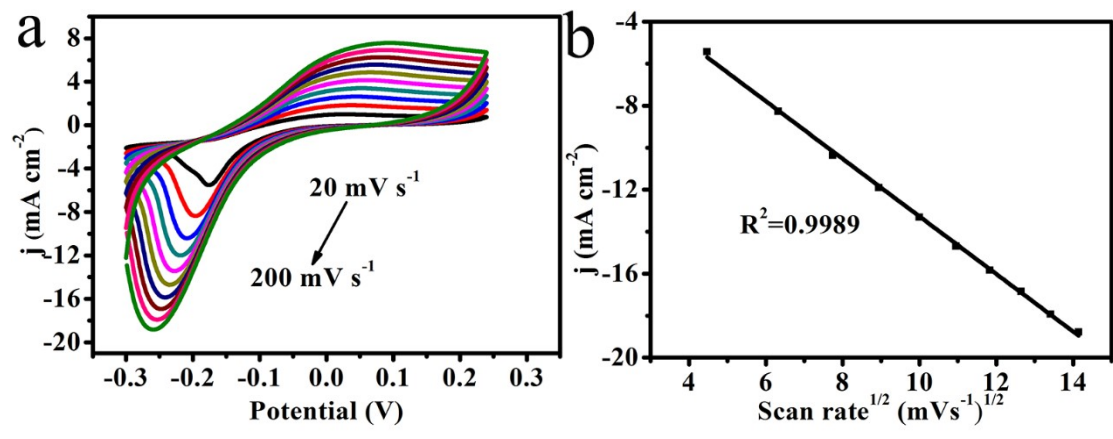 a
j (mA cm⁻²)
8
4
0
-4
-8
-12
-16
-20
20 mV s⁻¹
200 mV s⁻¹
-0.3 -0.2 -0.1 0.0 0.1 0.2 0.3
Potential (V)
b
j (mA cm⁻²)
-4
-8
-12
-16
-20
R²=0.9989
4 6 8 10 12 14
Scan rate¹/² (mVs⁻¹)¹/²